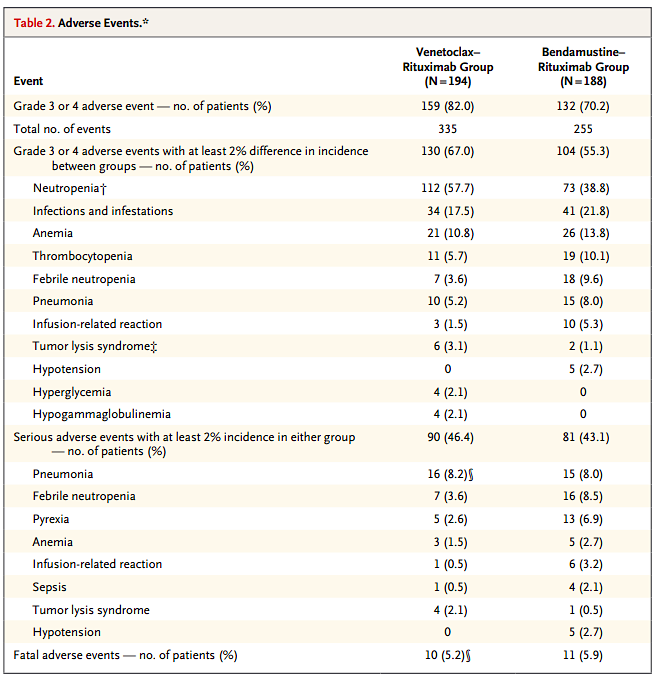 Table 2. Adverse Events.*
Event Venetoclax–Rituximab Group (N=194) Bendamustine–Rituximab Group (N=188)
Grade 3 or 4 adverse event — no. of patients (%) 159 (82.0) 132 (70.2)
Total no. of events 335 255
Grade 3 or 4 adverse events with at least 2% difference in incidence
between groups — no. of patients (%) 130 (67.0) 104 (55.3)
Neutropenia† 112 (57.7) 73 (38.8)
Infections and infestations 34 (17.5) 41 (21.8)
Anemia 21 (10.8) 26 (13.8)
Thrombocytopenia 11 (5.7) 19 (10.1)
Febrile neutropenia 7 (3.6) 18 (9.6)
Pneumonia 10 (5.2) 15 (8.0)
Infusion-related reaction 3 (1.5) 10 (5.3)
Tumor lysis syndrome‡ 6 (3.1) 2 (1.1)
Hypotension 0 5 (2.7)
Hyperglycemia 4 (2.1) 0
Hypogammaglobulinemia 4 (2.1) 0
Serious adverse events with at least 2% incidence in either group
— no. of patients (%) 90 (46.4) 81 (43.1)
Pneumonia 16 (8.2)§ 15 (8.0)
Febrile neutropenia 7 (3.6) 16 (8.5)
Pyrexia 5 (2.6) 13 (6.9)
Anemia 3 (1.5) 5 (2.7)
Infusion-related reaction 1 (0.5) 6 (3.2)
Sepsis 1 (0.5) 4 (2.1)
Tumor lysis syndrome 4 (2.1) 1 (0.5)
Hypotension 0 5 (2.7)
Fatal adverse events — no. of patients (%) 10 (5.2)§ 11 (5.9)